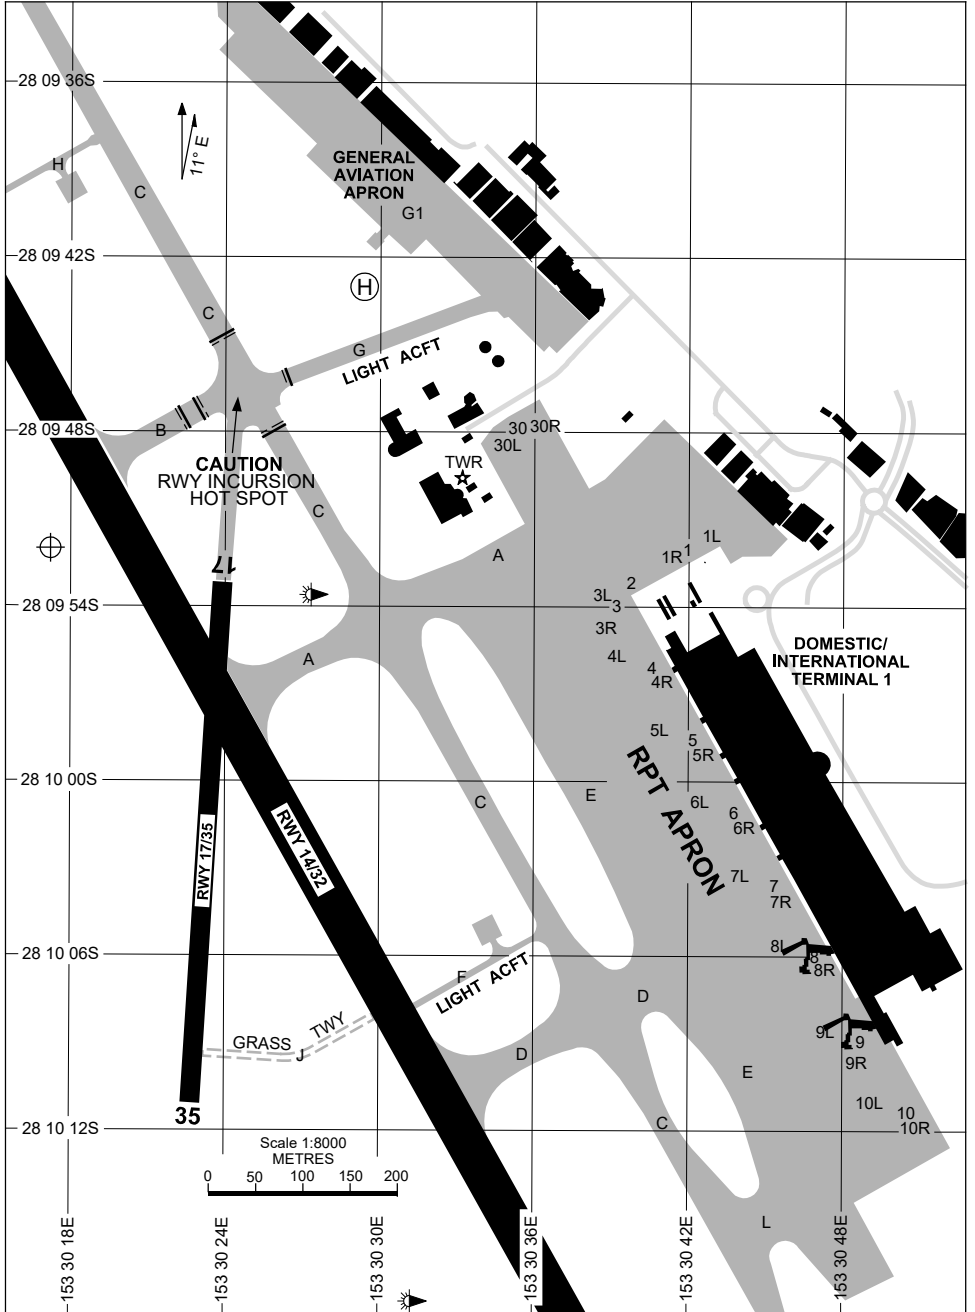 28 09 36S
11° E
H
C
GENERAL
AVIATION
APRON
G1
28 09 42S
H
C
G
LIGHT ACFT
B
28 09 48S
30 30R
30L
TWR
CAUTION
RWY INCURSION
HOT SPOT
C
A
1L
1
1R
17
2
3L
3
3R
28 09 54S
A
4L
4
4R
DOMESTIC/
INTERNATIONAL
TERMINAL 1
5L
5
5R
RPT APRON
28 10 00S
C
E
6L
6
6R
RWY 17/35
RWY 14/32
7L
7
7R
28 10 06S
8L
8
8R
F
LIGHT ACFT
D
GRASS
TWY
J
D
9L
9
9R
E
10L
10
10R
35
C
28 10 12S
Scale 1:8000
METRES
0 50 100 150 200
L
153 30 18E
153 30 24E
153 30 30E
153 30 36E
153 30 42E
153 30 48E